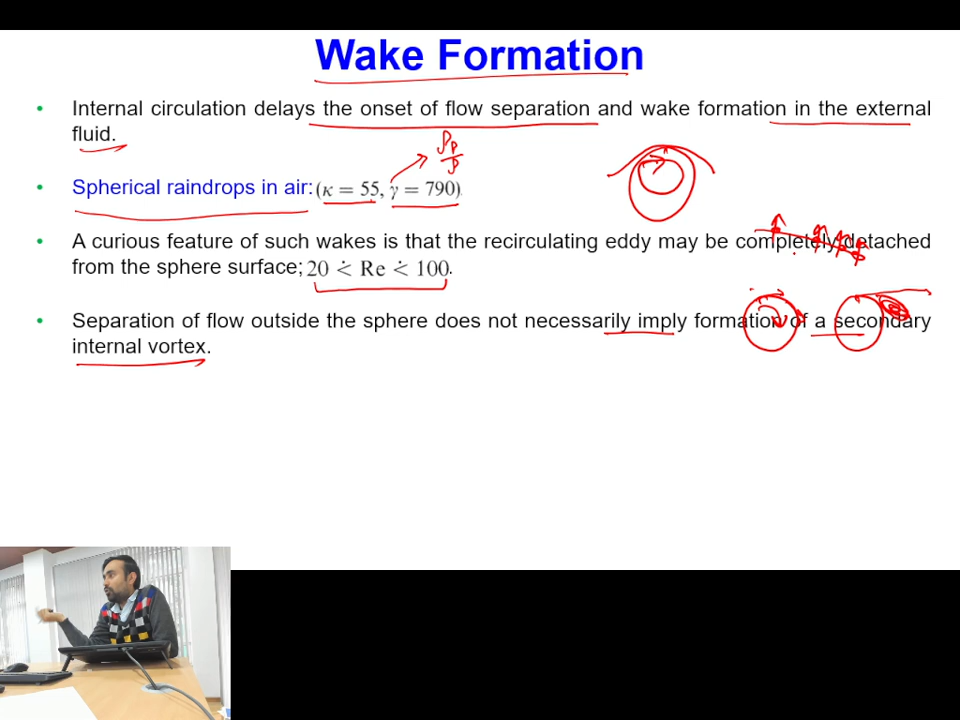 Wake Formation
• Internal circulation delays the onset of flow separation and wake formation in the external
fluid.
ρp/ρ
• Spherical raindrops in air: (κ = 55, γ = 790)
• A curious feature of such wakes is that the recirculating eddy may be completely detached
from the sphere surface; 20 ⩿ Re ⩿ 100.
• Separation of flow outside the sphere does not necessarily imply formation of a secondary
internal vortex.